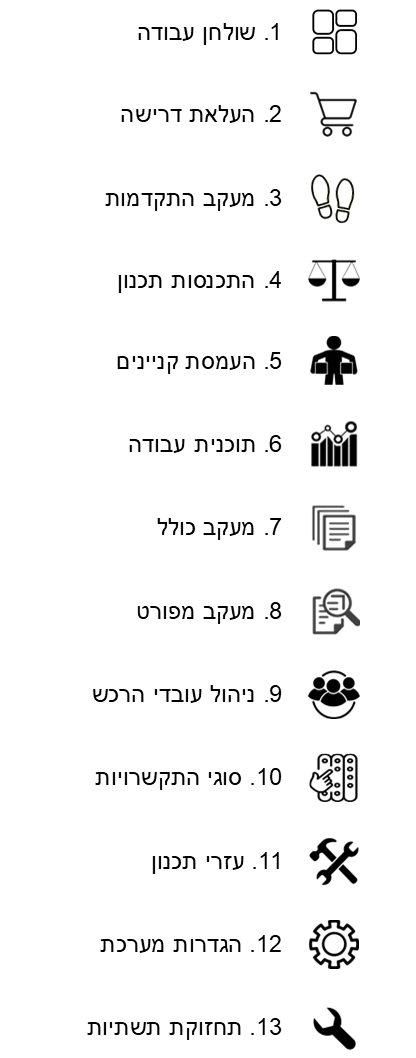 1. שולחן עבודה
2. העלאת דרישה
3. מעקב התקדמות
4. התכנסות תכנון
5. העמסת קניינים
6. תוכנית עבודה
7. מעקב כולל
8. מעקב מפורט
9. ניהול עובדי הרכש
10. סוגי התקשרויות
11. עזרי תכנון
12. הגדרות מערכת
13. תחזוקת תשתיות